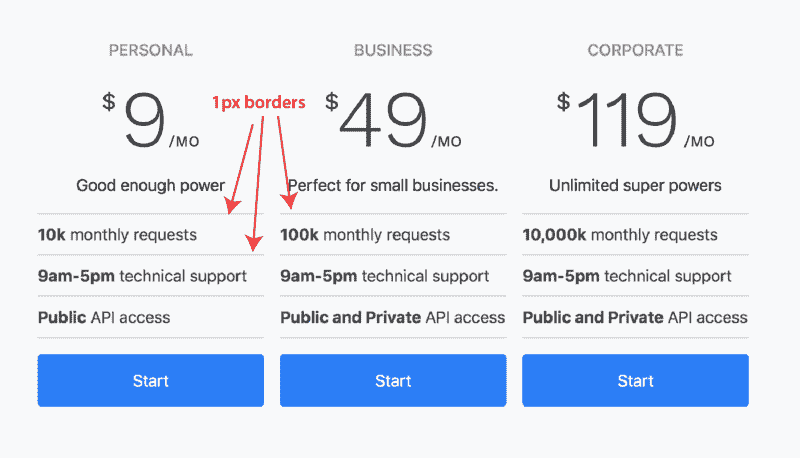 PERSONAL
$9/MO
Good enough power
10k monthly requests
9am-5pm technical support
Public API access
Start
1px borders
BUSINESS
$49/MO
Perfect for small businesses.
100k monthly requests
9am-5pm technical support
Public and Private API access
Start
CORPORATE
$119/MO
Unlimited super powers
10,000k monthly requests
9am-5pm technical support
Public and Private API access
Start